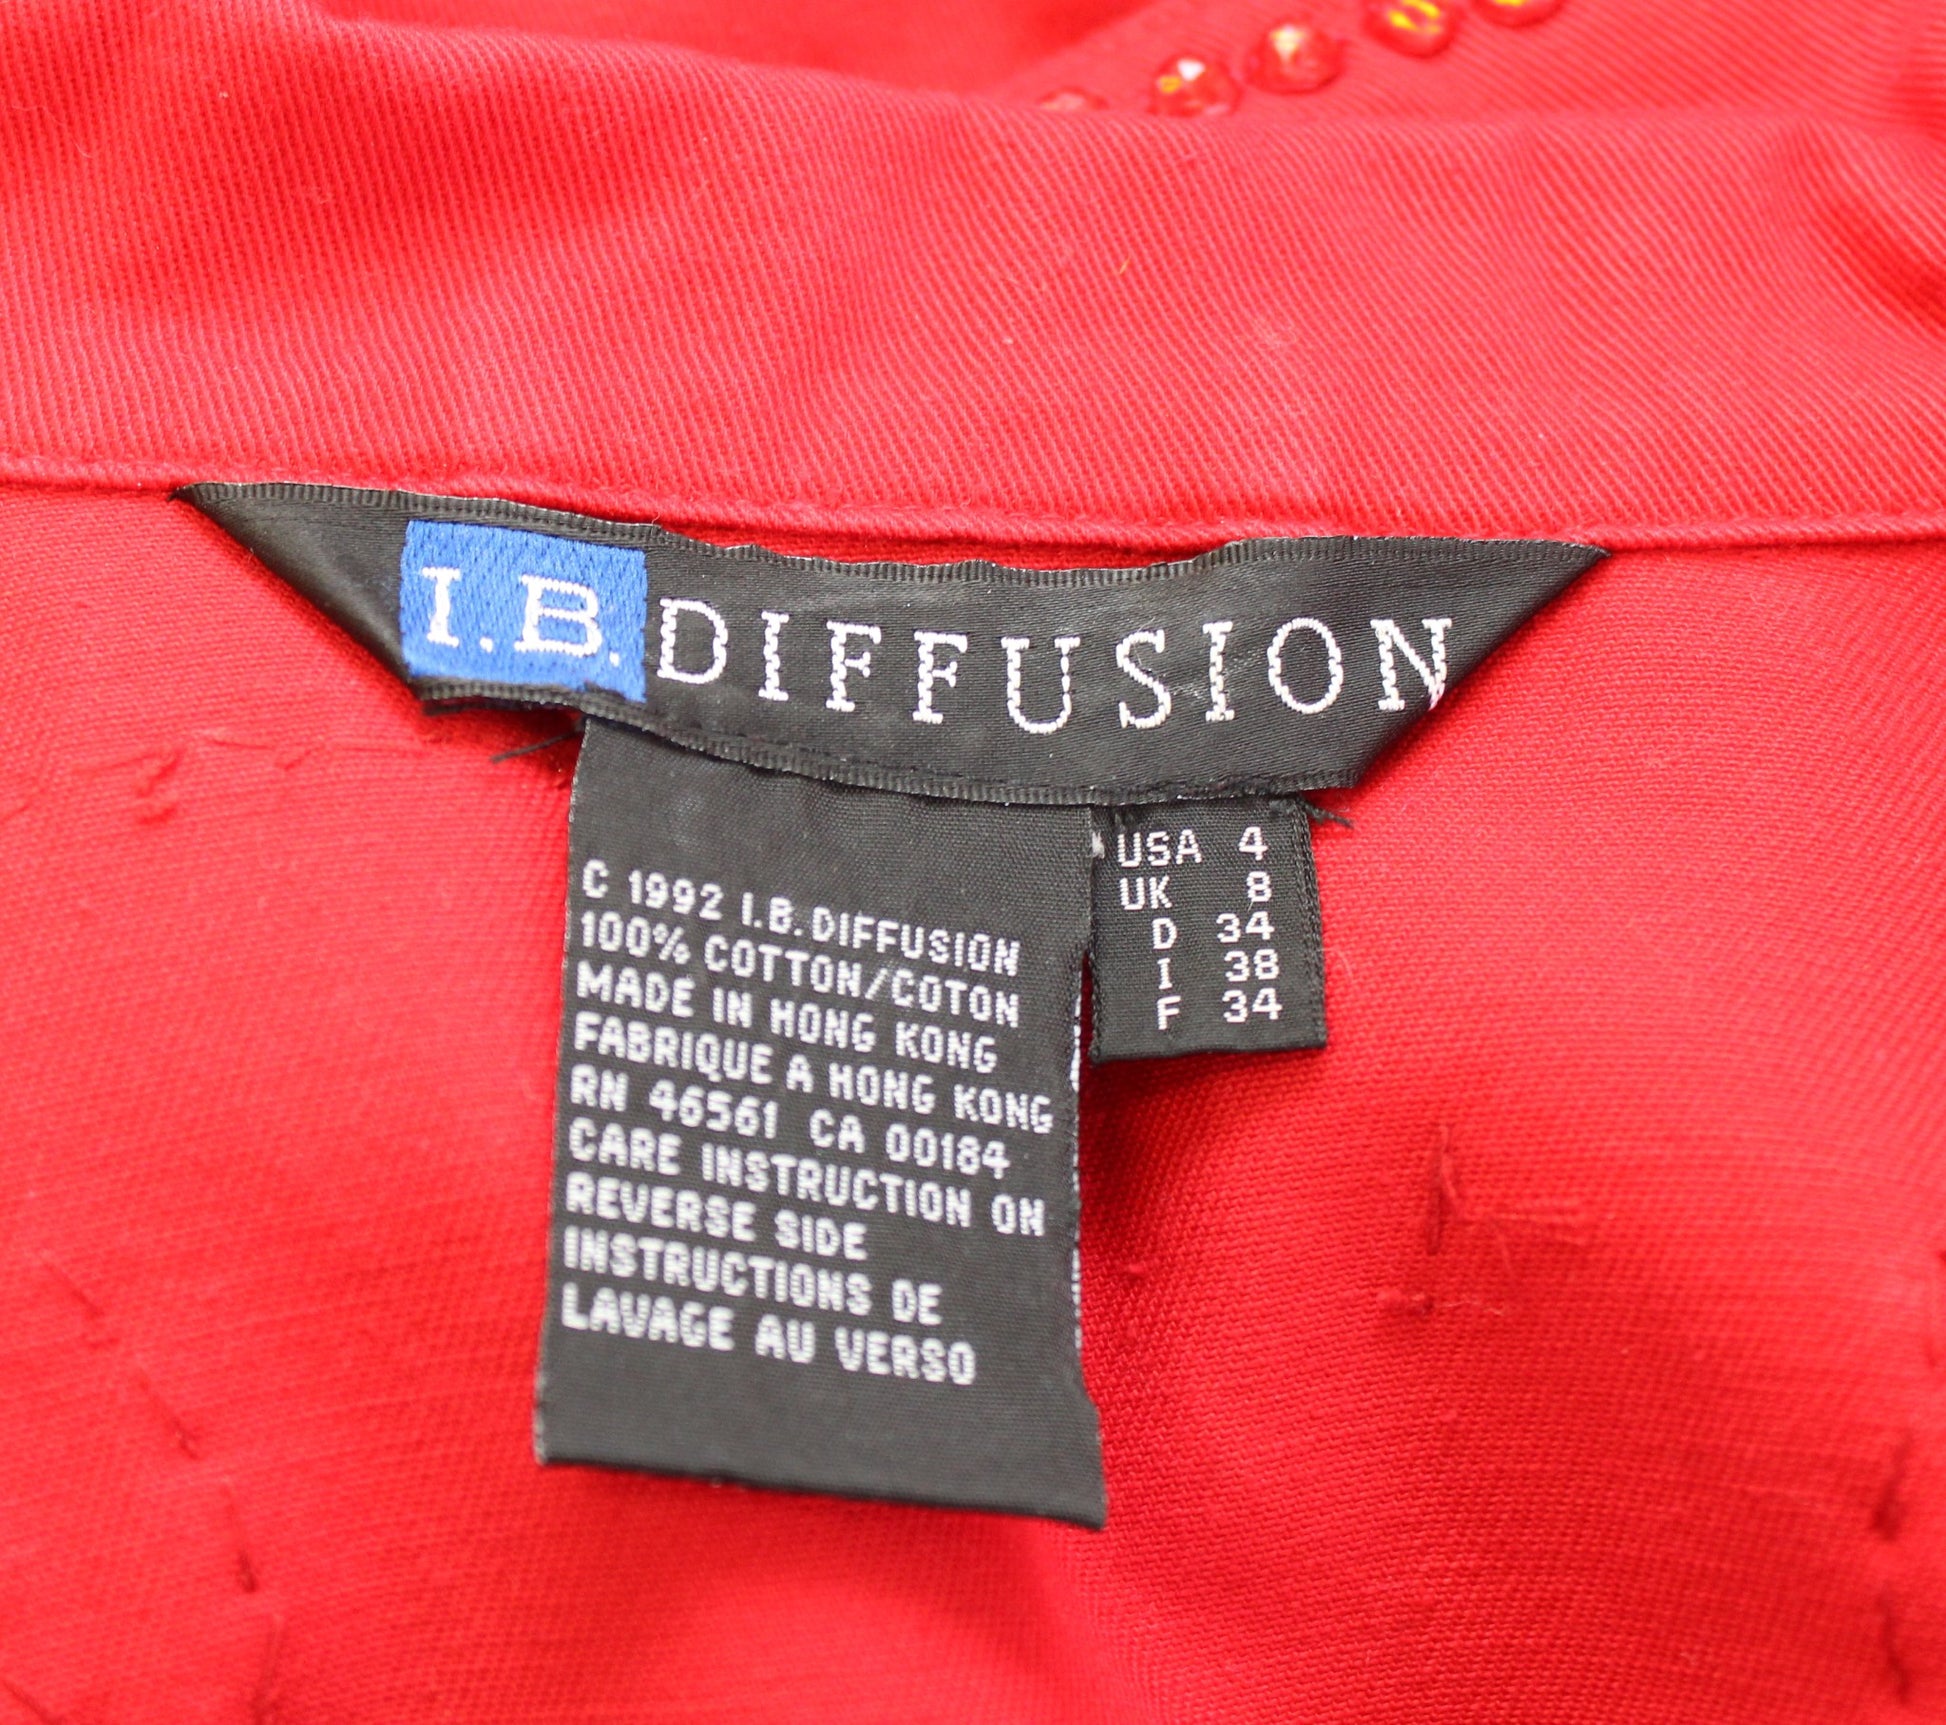 I.B. DIFFUSION
C 1992 I.B. DIFFUSION
100% COTTON/COTON
MADE IN HONG KONG
FABRIQUE A HONG KONG
RN 46561 CA 00184
CARE INSTRUCTION ON
REVERSE SIDE
INSTRUCTIONS DE
LAVAGE AU VERSO
USA 4
UK 8
D 34
I 38
F 34